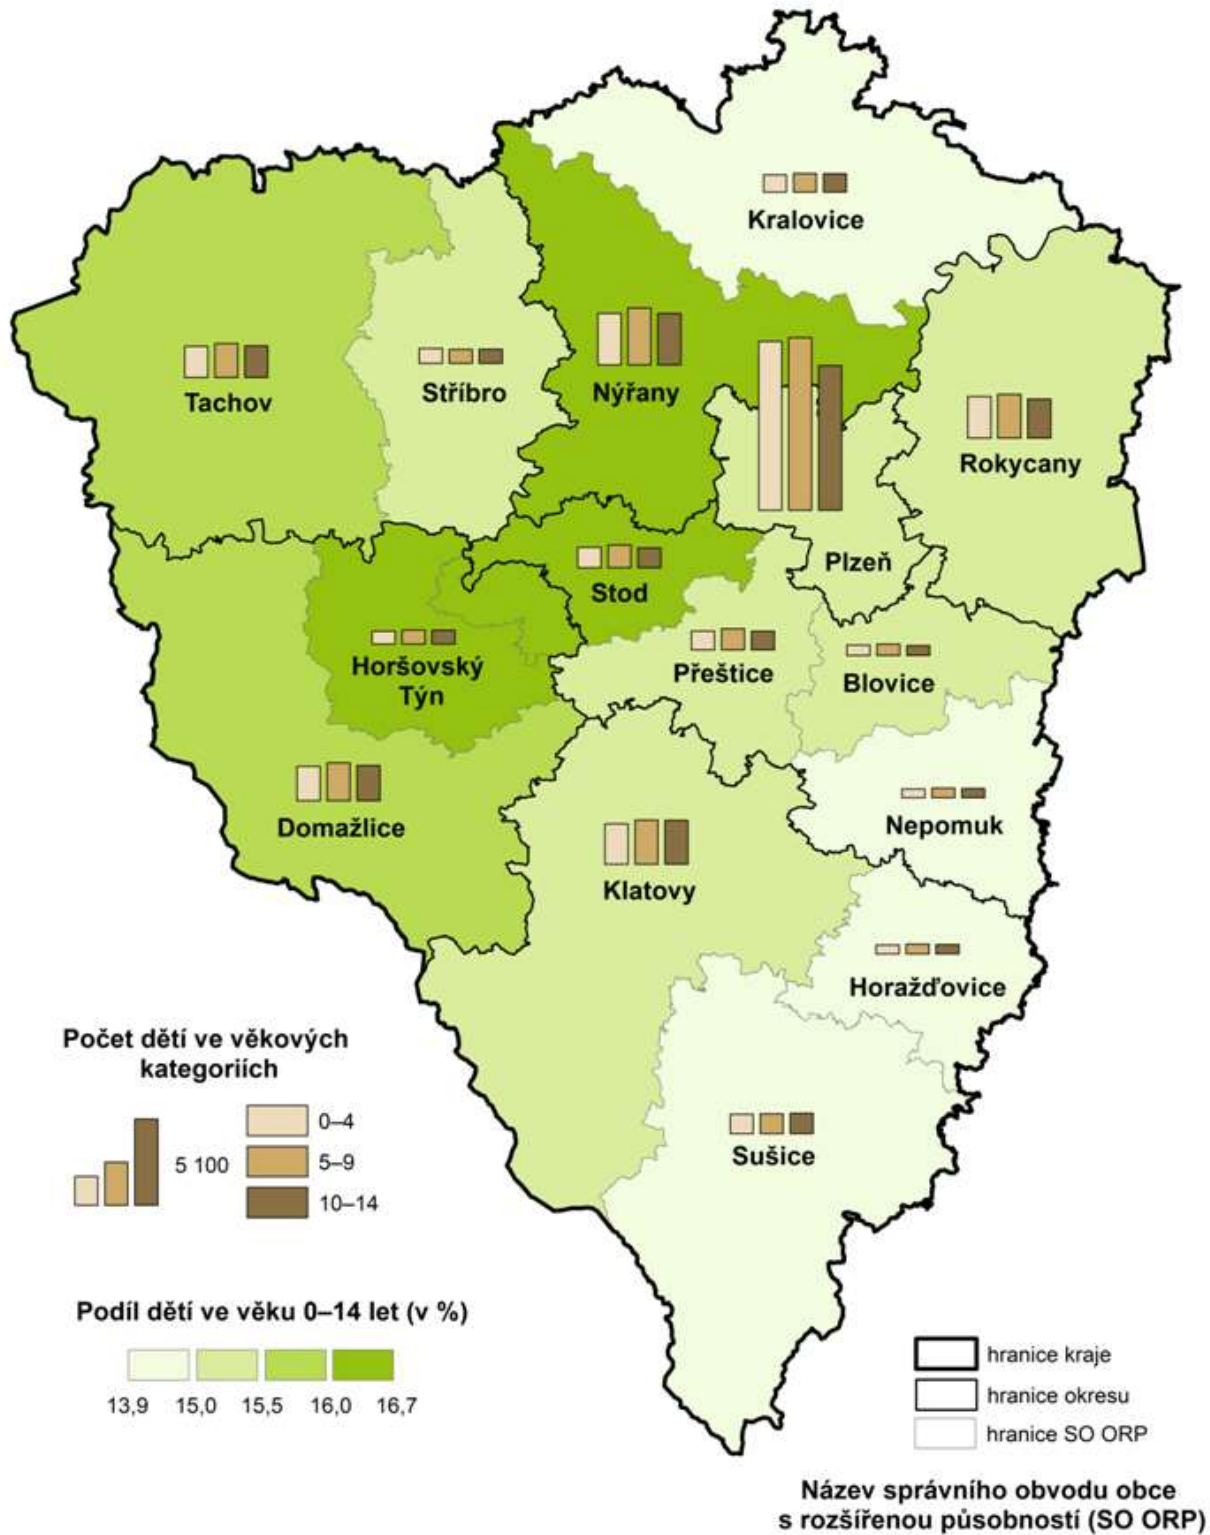 Kralovice
Tachov
Stříbro
Nýřany
Rokycany
Plzeň
Stod
Horšovský
Týn
Přeštice
Blovice
Domažlice
Nepomuk
Klatovy
Horažďovice
Sušice
Počet dětí ve věkových
kategoriích
5 100
0–4
5–9
10–14
Podíl dětí ve věku 0–14 let (v %)
13,9 15,0 15,5 16,0 16,7
hranice kraje
hranice okresu
hranice SO ORP
Název správního obvodu obce
s rozšířenou působností (SO ORP)